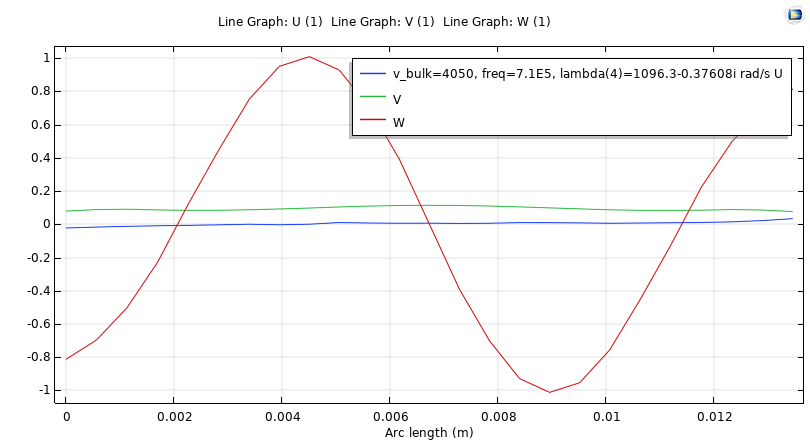 Line Graph: U (1) Line Graph: V (1) Line Graph: W (1)
v_bulk=4050, freq=7.1E5, lambda(4)=1096.3-0.37608i rad/s U
V
W
1
0.8
0.6
0.4
0.2
0
-0.2
-0.4
-0.6
-0.8
-1
0 0.002 0.004 0.006 0.008 0.01 0.012
Arc length (m)